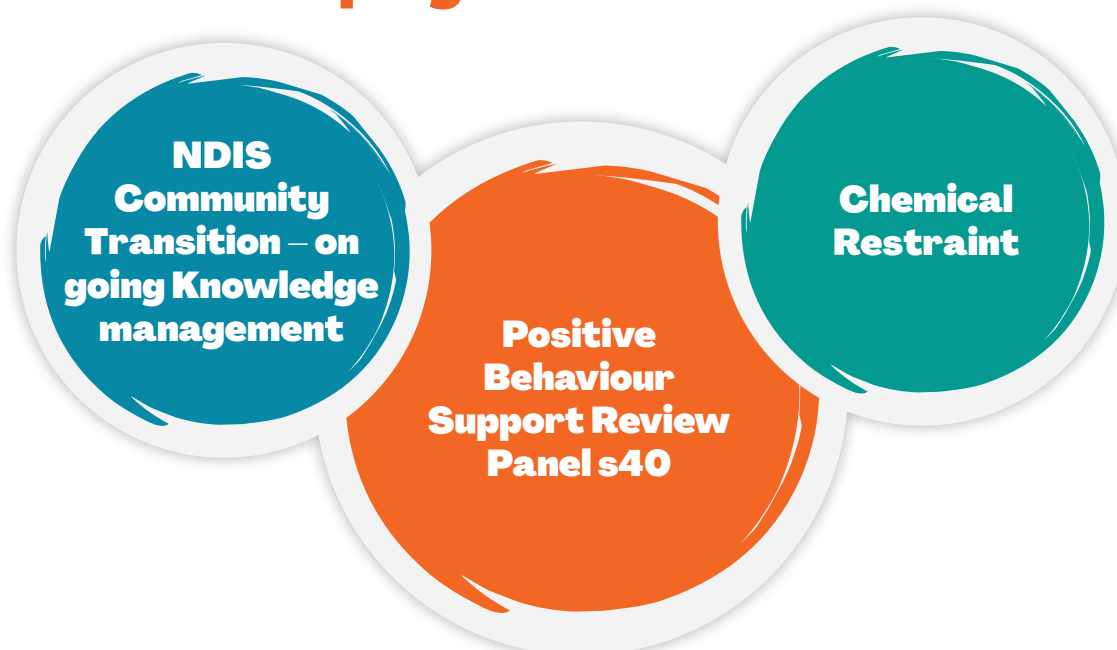 NDIS
Community
Transition – on
going Knowledge
management
Positive
Behaviour
Support Review
Panel s40
Chemical
Restraint